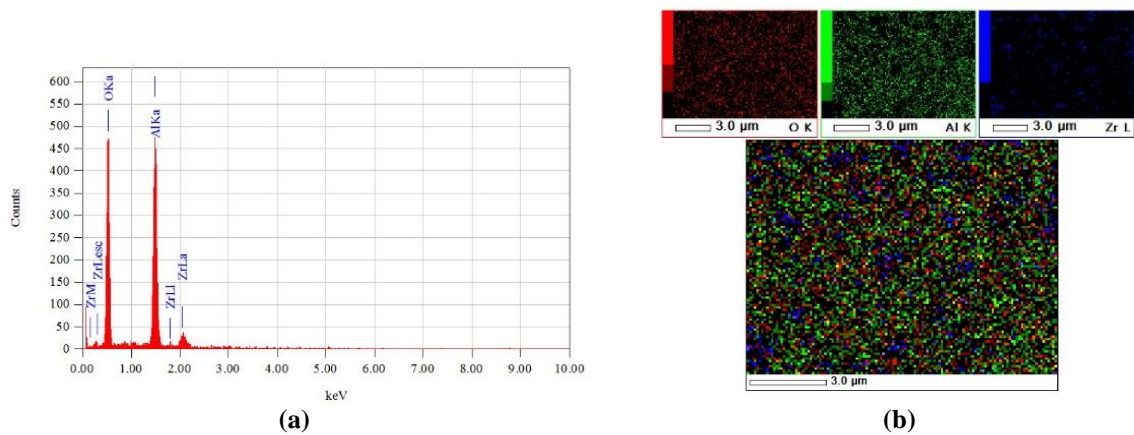 600
550
500
450
400
350
300
250
200
150
100
50
0
Counts
ZrM
ZrLesc
OKa
AlKa
ZrLl
ZrLa
0.00 1.00 2.00 3.00 4.00 5.00 6.00 7.00 8.00 9.00 10.00
keV
(a)
3.0 µm O K
3.0 µm Al K
3.0 µm Zr L
3.0 µm
(b)